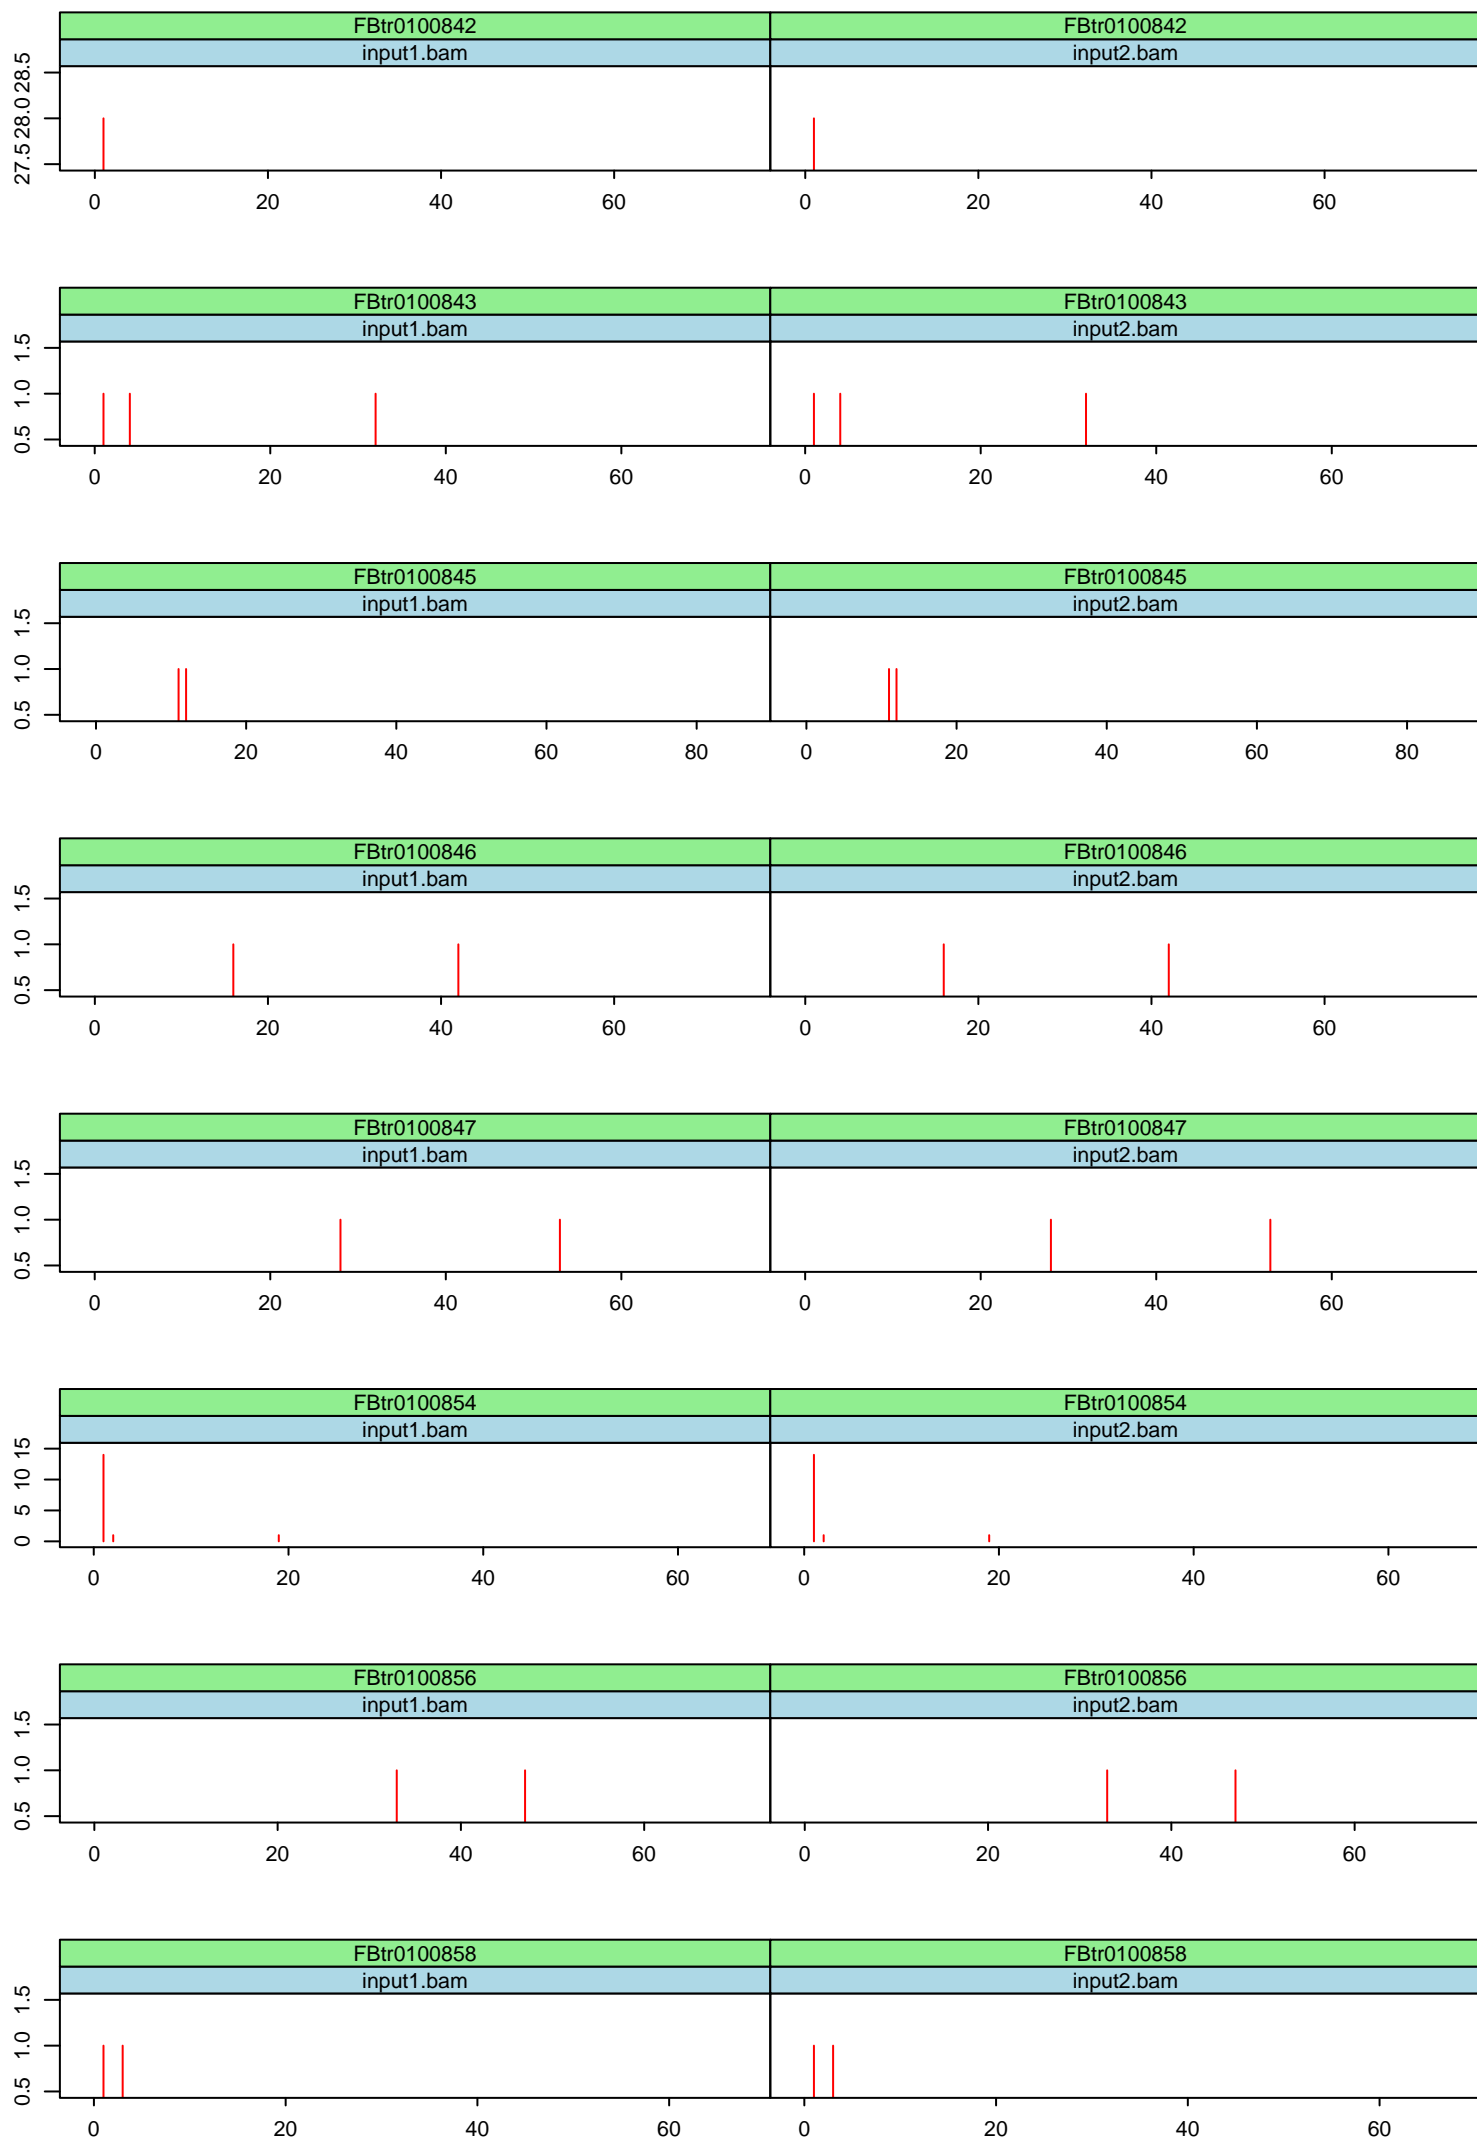 FBtr0100842 FBtr0100842
input1.bam input2.bam
27.5 28.0 28.5
0 20 40 60 0 20 40 60
FBtr0100843 FBtr0100843
input1.bam input2.bam
0.5 1.0 1.5
0 20 40 60 0 20 40 60
FBtr0100845 FBtr0100845
input1.bam input2.bam
0.5 1.0 1.5
0 20 40 60 80 0 20 40 60 80
FBtr0100846 FBtr0100846
input1.bam input2.bam
0.5 1.0 1.5
0 20 40 60 0 20 40 60
FBtr0100847 FBtr0100847
input1.bam input2.bam
0.5 1.0 1.5
0 20 40 60 0 20 40 60
FBtr0100854 FBtr0100854
input1.bam input2.bam
0 5 10 15
0 20 40 60 0 20 40 60
FBtr0100856 FBtr0100856
input1.bam input2.bam
0.5 1.0 1.5
0 20 40 60 0 20 40 60
FBtr0100858 FBtr0100858
input1.bam input2.bam
0.5 1.0 1.5
0 20 40 60 0 20 40 60